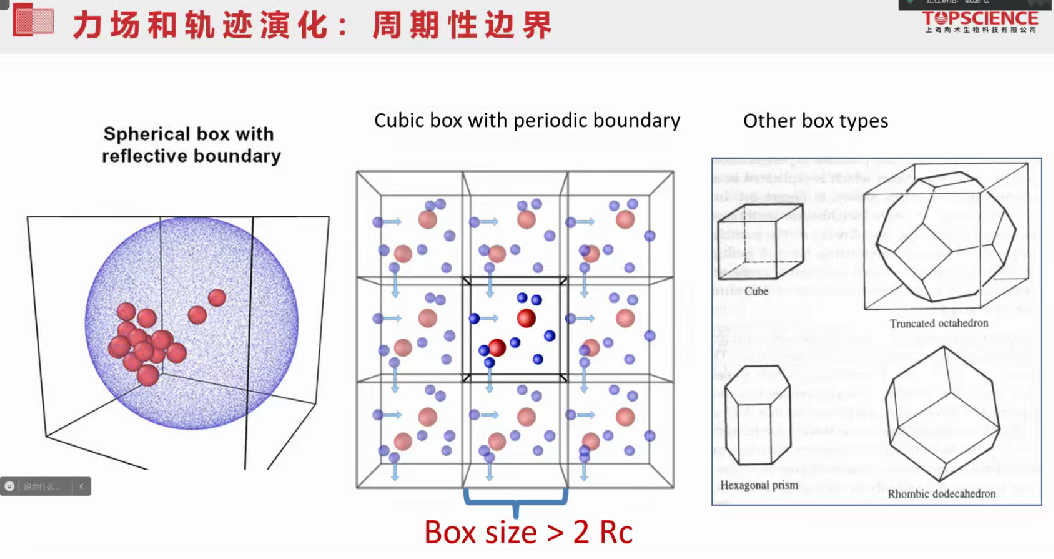 力场和轨迹演化：周期性边界
TOPSCIENCE
上海陶术生物科技有限公司
Spherical box with
reflective boundary
Cubic box with periodic boundary
Other box types
Cube
Truncated octahedron
Hexagonal prism
Rhombic dodecahedron
Box size > 2 Rc